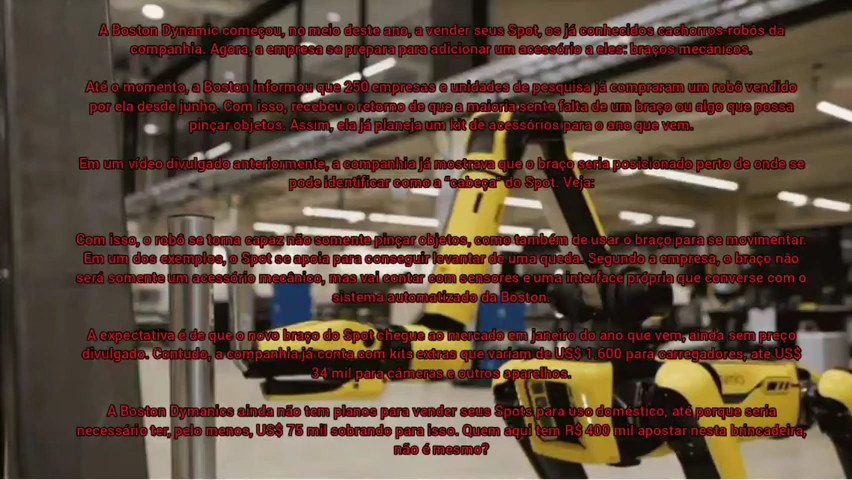 A Boston Dynamic começou, no meio deste ano, a vender seus Spot, os já conhecidos cachorros-robôs da
companhia. Agora, a empresa se prepara para adicionar um acessório a eles: braços mecânicos.
Até o momento, a Boston informou que 250 empresas e unidades de pesquisa já compraram um robô vendido
por ela desde junho. Com isso, recebeu o retorno de que a maioria sente falta de um braço ou algo que possa
pinçar objetos. Assim, ela já planeja um kit de acessórios para o ano que vem.
Em um vídeo divulgado anteriormente, a companhia já mostrava que o braço seria posicionado perto de onde se
pode identificar como a "cabeça" do Spot. Veja:
Com isso, o robô se torna capaz não somente pinçar objetos, como também de usar o braço para se movimentar.
Em um dos exemplos, o Spot se apoia para conseguir levantar de uma queda. Segundo a empresa, o braço não
será somente um acessório mecânico, mas vai contar com sensores e uma interface própria que converse com o
sistema automatizado da Boston.
A expectativa é de que o novo braço do Spot chegue ao mercado em janeiro do ano que vem, ainda sem preço
divulgado. Contudo, a companhia já conta com kits extras que variam de US$ 1,600 para carregadores, até US$
34 mil para câmeras e outros aparelhos.
A Boston Dymanics ainda não tem planos para vender seus Spots para uso doméstico, até porque seria
necessário ter, pelo menos, US$ 75 mil sobrando para isso. Quem aqui tem R$ 400 mil apostar nesta brincadeira,
não é mesmo?